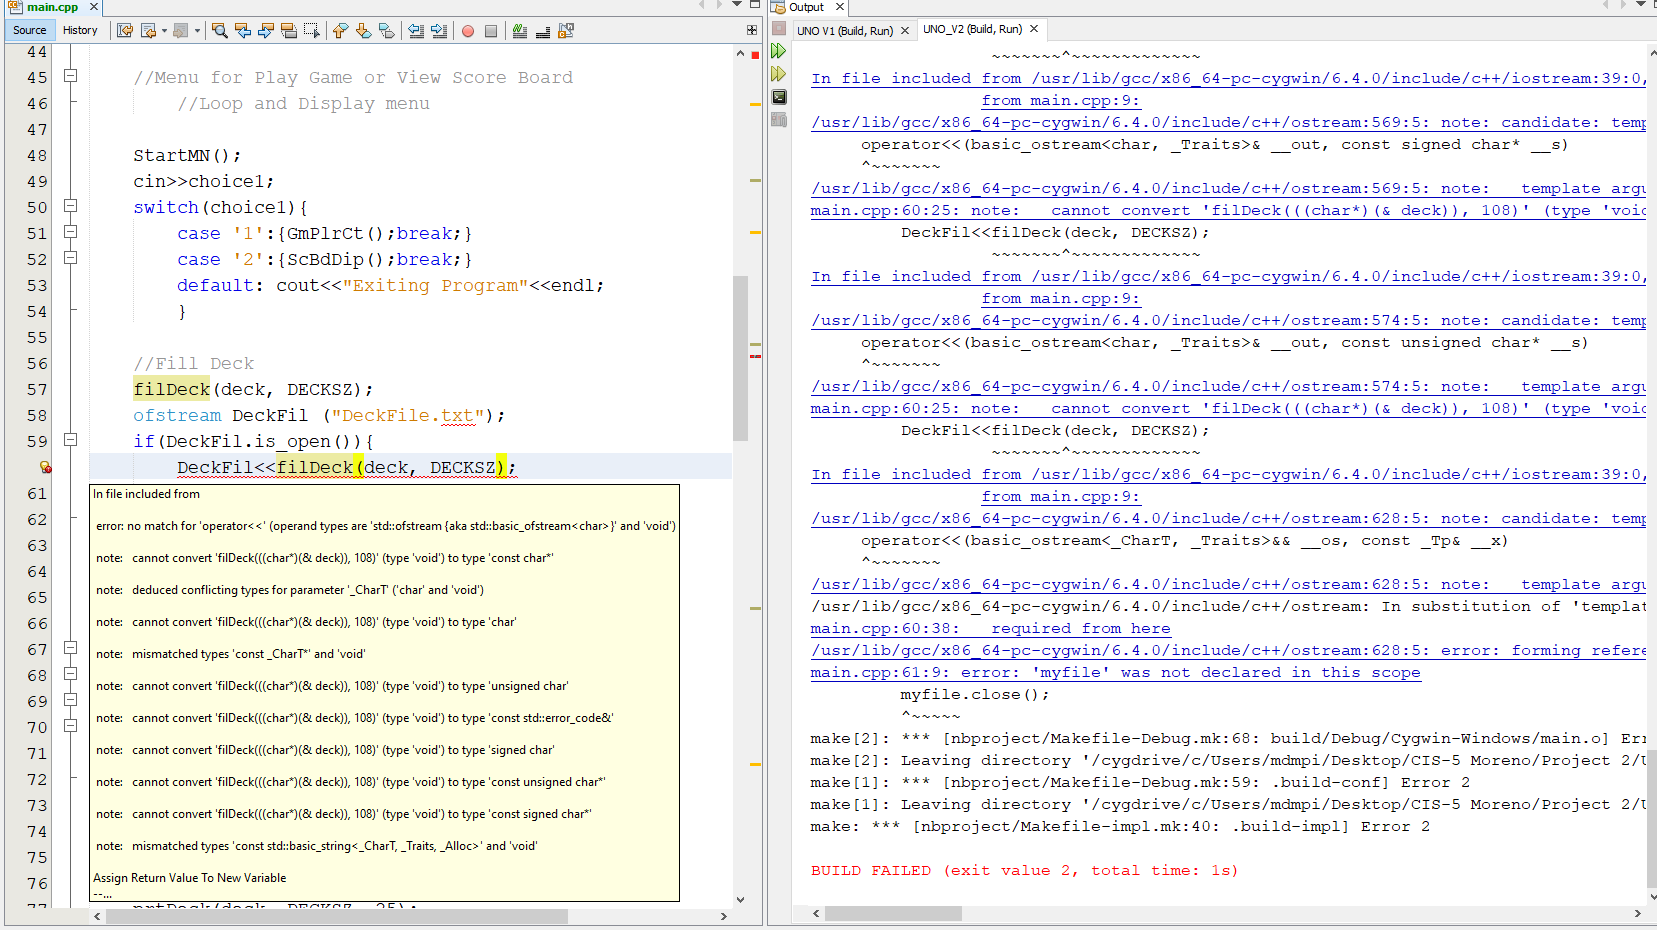 main.cpp
Source History
44
45 //Menu for Play Game or View Score Board
46 //Loop and Display menu
47
48 StartMN();
49 cin>>choice1;
50 switch(choice1){
51 case '1':{GmPlrCt();break;}
52 case '2':{ScBdDip();break;}
53 default: cout<<"Exiting Program"<<endl;
54 }
55
56 //Fill Deck
57 filDeck(deck, DECKSZ);
58 ofstream DeckFil ("DeckFile.txt");
59 if(DeckFil.is_open()){
DeckFil<<filDeck(deck, DECKSZ);
61
62
63
64
65
66
67
68
69
70
71
72
73
74
75
76
77 prtDeck(deck, DECKSZ, 25);
In file included from
error: no match for 'operator<<' (operand types are 'std::ofstream {aka std::basic_ofstream<char>}' and 'void')
note: cannot convert 'filDeck(((char*)(& deck)), 108)' (type 'void') to type 'const char*'
note: deduced conflicting types for parameter '_CharT' ('char' and 'void')
note: cannot convert 'filDeck(((char*)(& deck)), 108)' (type 'void') to type 'char'
note: mismatched types 'const _CharT*' and 'void'
note: cannot convert 'filDeck(((char*)(& deck)), 108)' (type 'void') to type 'unsigned char'
note: cannot convert 'filDeck(((char*)(& deck)), 108)' (type 'void') to type 'const std::error_code&'
note: cannot convert 'filDeck(((char*)(& deck)), 108)' (type 'void') to type 'signed char'
note: cannot convert 'filDeck(((char*)(& deck)), 108)' (type 'void') to type 'const unsigned char*'
note: cannot convert 'filDeck(((char*)(& deck)), 108)' (type 'void') to type 'const signed char*'
note: mismatched types 'const std::basic_string<_CharT, _Traits, _Alloc>' and 'void'
Assign Return Value To New Variable
--...
Output
UNO V1 (Build, Run) UNO_V2 (Build, Run)
~~~~~~~^~~~~~~~~~~~~~
In file included from /usr/lib/gcc/x86_64-pc-cygwin/6.4.0/include/c++/iostream:39:0,
from main.cpp:9:
/usr/lib/gcc/x86_64-pc-cygwin/6.4.0/include/c++/ostream:569:5: note: candidate: temp
operator<<(basic_ostream<char, _Traits>& __out, const signed char* __s)
^~~~~~~~
/usr/lib/gcc/x86_64-pc-cygwin/6.4.0/include/c++/ostream:569:5: note: template argu
main.cpp:60:25: note: cannot convert 'filDeck(((char*)(& deck)), 108)' (type 'voic
DeckFil<<filDeck(deck, DECKSZ);
~~~~~~~^~~~~~~~~~~~~~
In file included from /usr/lib/gcc/x86_64-pc-cygwin/6.4.0/include/c++/iostream:39:0,
from main.cpp:9:
/usr/lib/gcc/x86_64-pc-cygwin/6.4.0/include/c++/ostream:574:5: note: candidate: temp
operator<<(basic_ostream<char, _Traits>& __out, const unsigned char* __s)
^~~~~~~~
/usr/lib/gcc/x86_64-pc-cygwin/6.4.0/include/c++/ostream:574:5: note: template argu
main.cpp:60:25: note: cannot convert 'filDeck(((char*)(& deck)), 108)' (type 'voic
DeckFil<<filDeck(deck, DECKSZ);
~~~~~~~^~~~~~~~~~~~~~
In file included from /usr/lib/gcc/x86_64-pc-cygwin/6.4.0/include/c++/iostream:39:0,
from main.cpp:9:
/usr/lib/gcc/x86_64-pc-cygwin/6.4.0/include/c++/ostream:628:5: note: candidate: temp
operator<<(basic_ostream<_CharT, _Traits>&& __os, const _Tp& __x)
^~~~~~~~
/usr/lib/gcc/x86_64-pc-cygwin/6.4.0/include/c++/ostream:628:5: note: template argu
/usr/lib/gcc/x86_64-pc-cygwin/6.4.0/include/c++/ostream: In substitution of 'templat
main.cpp:60:38: required from here
/usr/lib/gcc/x86_64-pc-cygwin/6.4.0/include/c++/ostream:628:5: error: forming refere
main.cpp:61:9: error: 'myfile' was not declared in this scope
myfile.close();
^~~~~~
make[2]: *** [nbproject/Makefile-Debug.mk:68: build/Debug/Cygwin-Windows/main.o] Err
make[2]: Leaving directory '/cygdrive/c/Users/mdmpi/Desktop/CIS-5 Moreno/Project 2/U
make[1]: *** [nbproject/Makefile-Debug.mk:59: .build-conf] Error 2
make[1]: Leaving directory '/cygdrive/c/Users/mdmpi/Desktop/CIS-5 Moreno/Project 2/U
make: *** [nbproject/Makefile-impl.mk:40: .build-impl] Error 2
BUILD FAILED (exit value 2, total time: 1s)